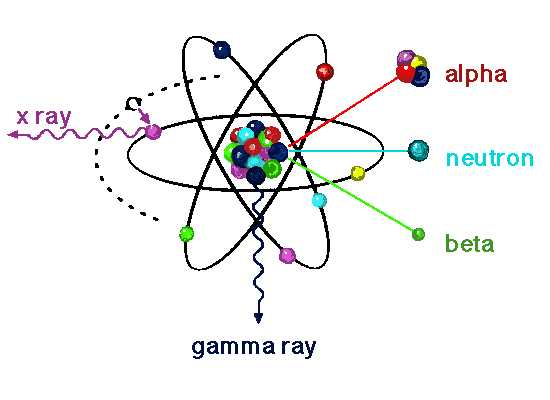 alpha
x ray
neutron
beta
gamma ray